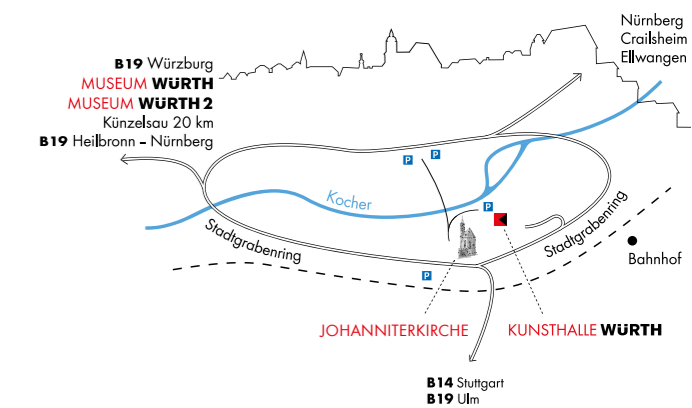 Nürnberg
Crailsheim
Ellwangen
B19 Würzburg
MUSEUM WÜRTH
MUSEUM WÜRTH 2
Künzelsau 20 km
B19 Heilbronn – Nürnberg
P
P
Kocher
P
Stadtgrabenring
Stadtgrabenring
Bahnhof
P
JOHANNITERKIRCHE
KUNSTHALLE WÜRTH
B14 Stuttgart
B19 Ulm